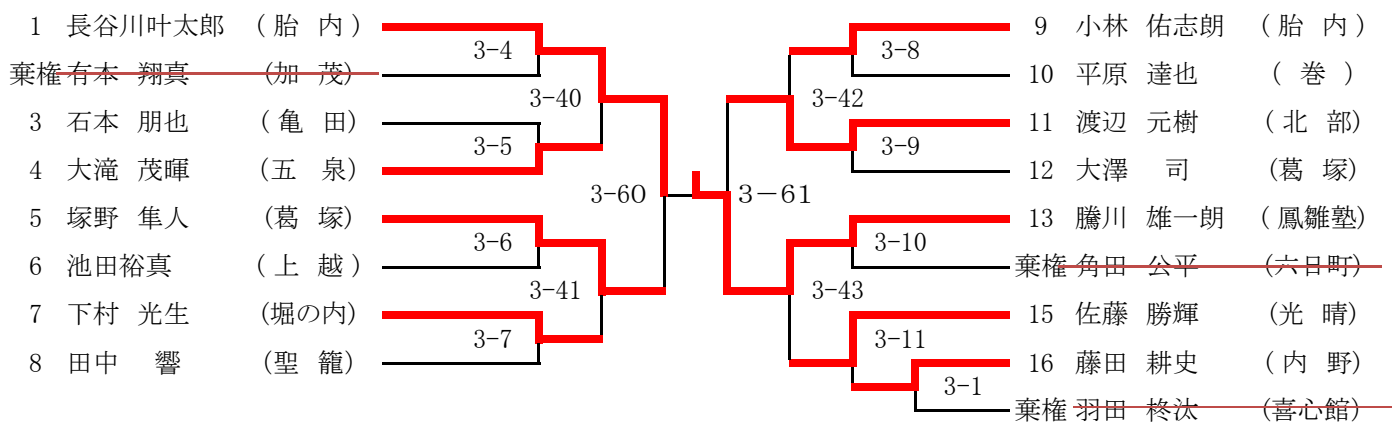 1 長谷川叶太郎 (胎 内)
棄権 有本 翔真 (加 茂)
3 石本 朋也 (亀 田)
4 大滝 茂暉 (五 泉)
5 塚野 隼人 (葛 塚)
6 池田裕真 (上 越)
7 下村 光生 (堀の内)
8 田中 響 (聖 籠)
3-4
3-5
3-6
3-7
3-40
3-41
3-60
3-61
3-42
3-43
3-8
3-9
3-10
3-11
3-1
9 小林 佑志朗 (胎 内)
10 平原 達也 (巻)
11 渡辺 元樹 (北 部)
12 大澤 司 (葛 塚)
13 騰川 雄一朗 (鳳雛塾)
棄権 角田 公平 (六日町)
15 佐藤 勝輝 (光 晴)
16 藤田 耕史 (内 野)
棄権 羽田 柊汰 (喜心館)